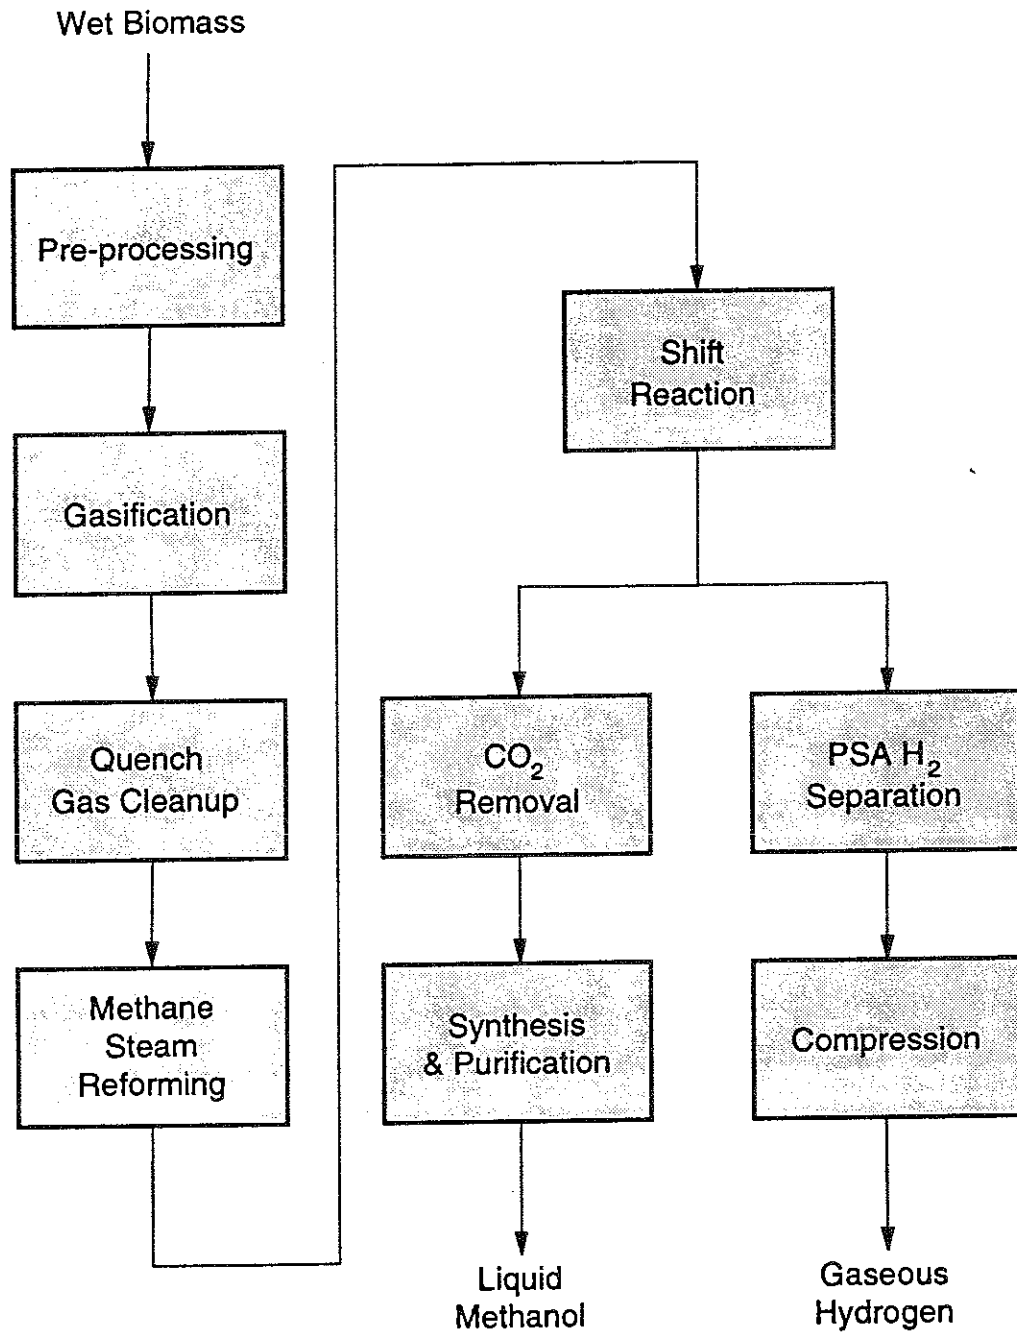 Wet Biomass
Pre-processing
Gasification
Quench
Gas Cleanup
Methane
Steam
Reforming
Shift
Reaction
CO₂
Removal
Synthesis
& Purification
Liquid
Methanol
PSA H₂
Separation
Compression
Gaseous
Hydrogen